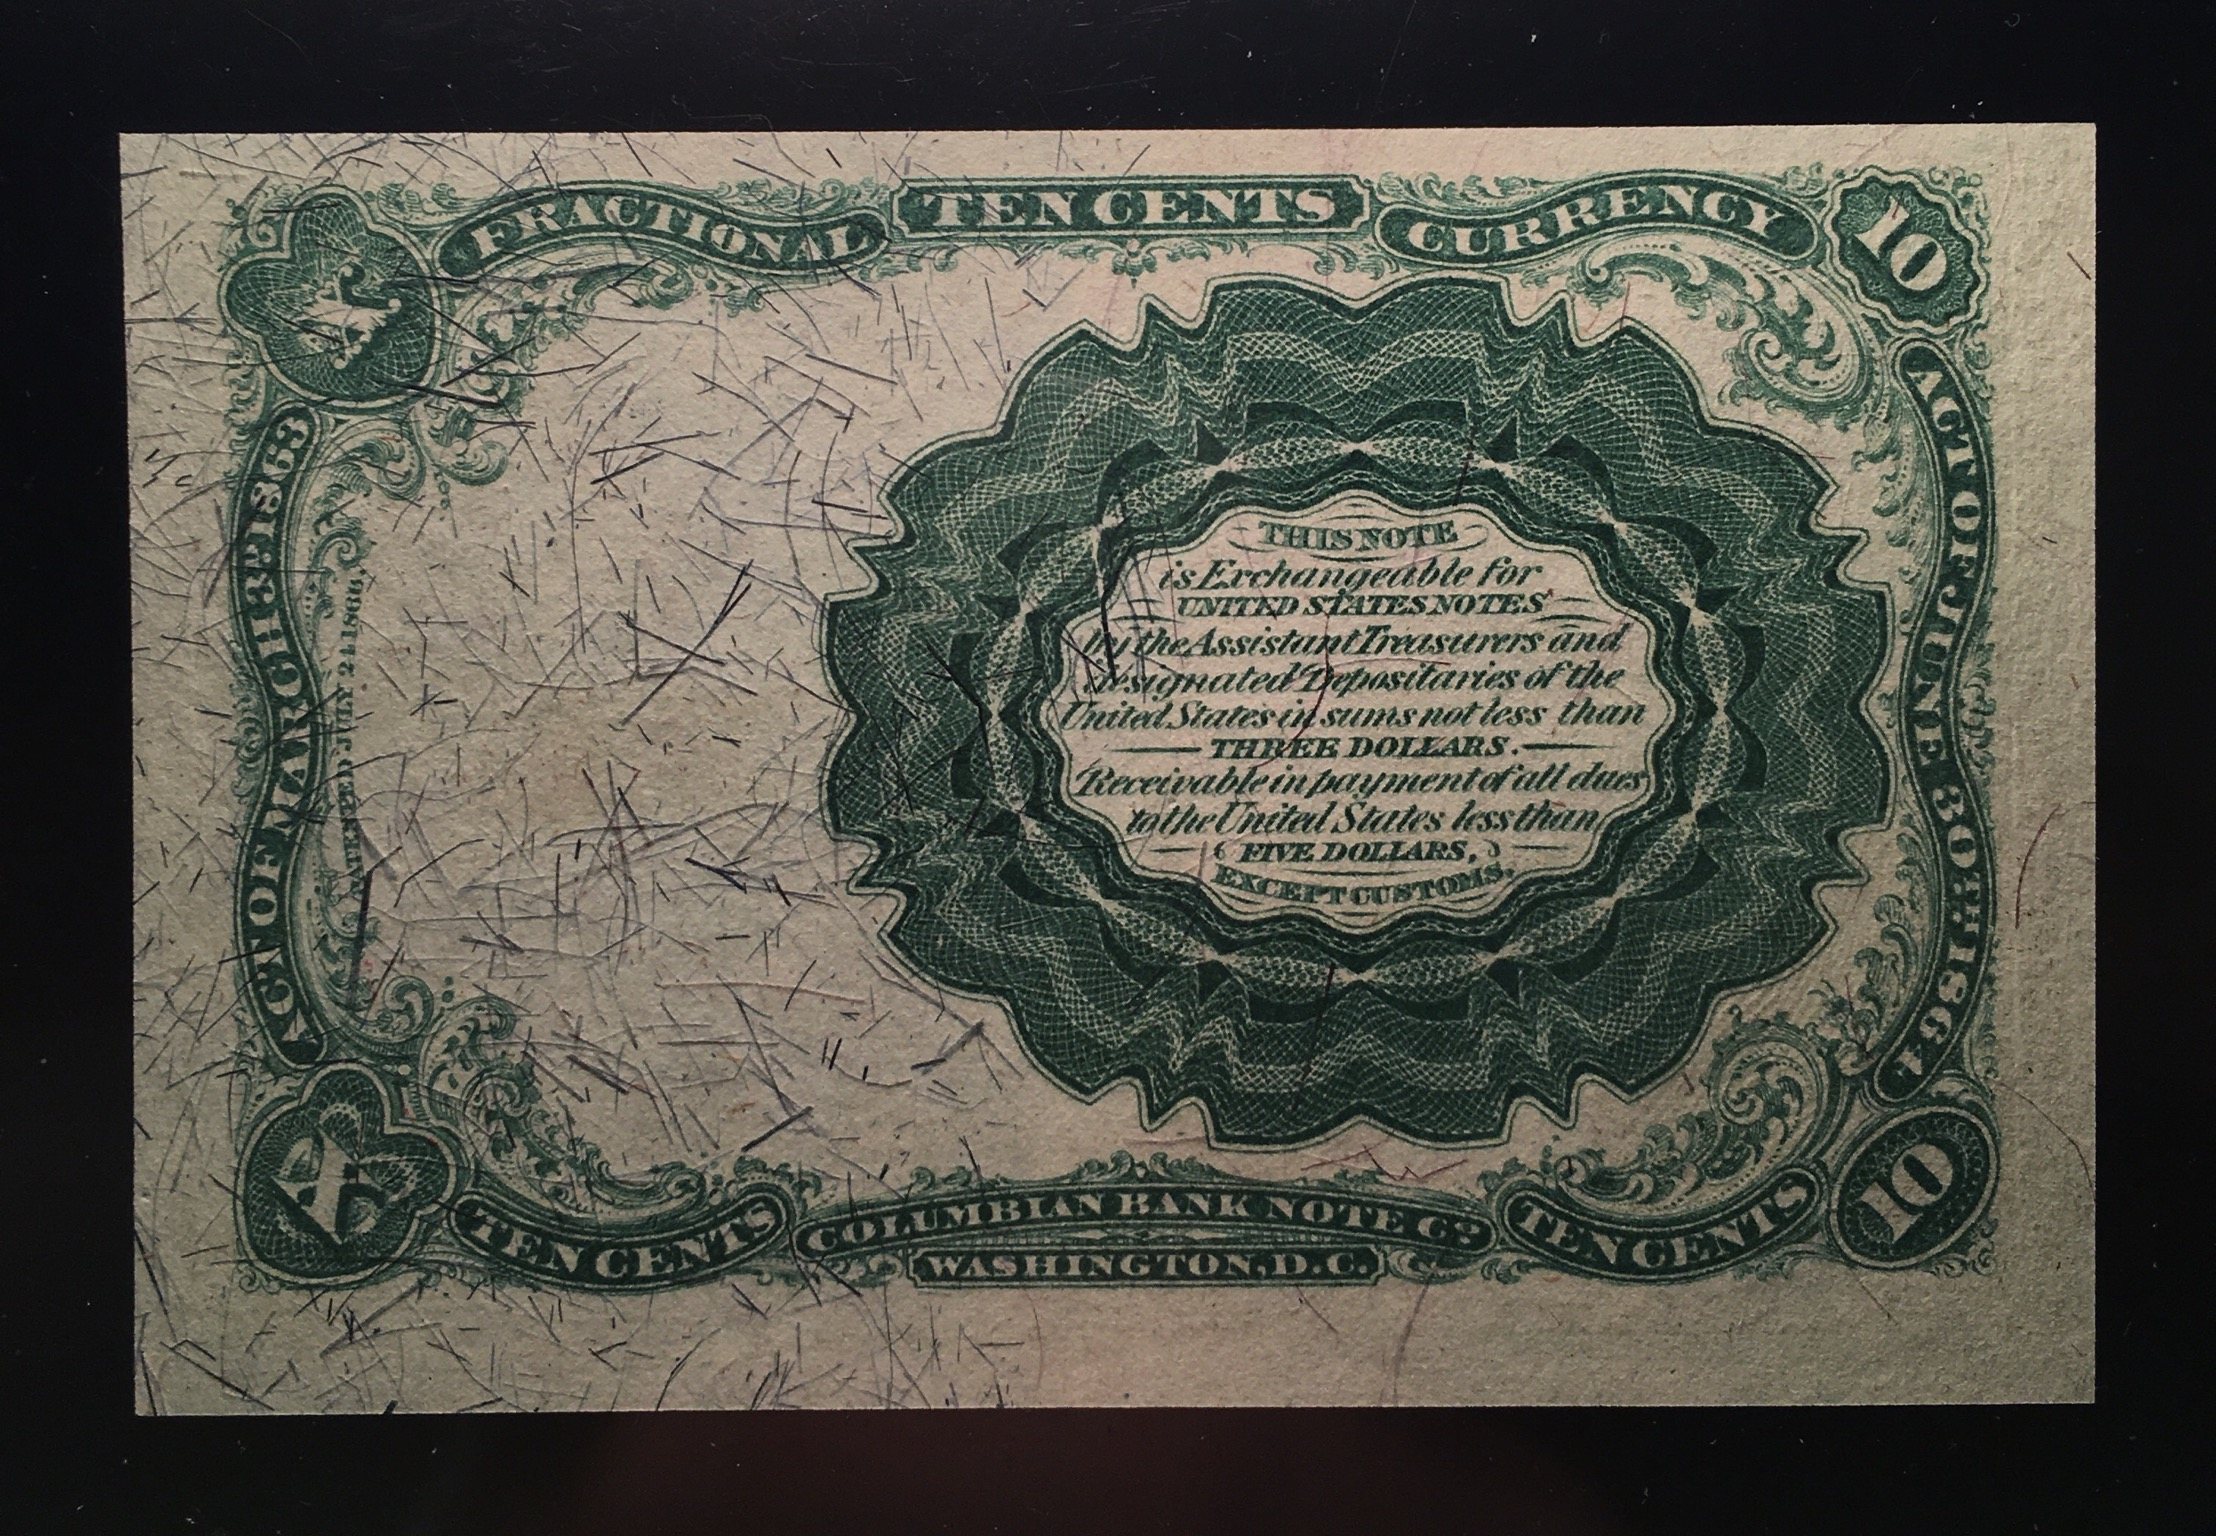 FRACTIONAL TEN CENTS CURRENCY
X
10
ACT OF MARCH 3D 1863
PATENTED JULY 24 1866.
THIS NOTE
is Exchangeable for
UNITED STATES NOTES
by the Assistant Treasurers and
designated Depositaries of the
United States in sums not less than
THREE DOLLARS.
Receivable in payment of all dues
to the United States less than
FIVE DOLLARS,
EXCEPT CUSTOMS.
ACT OF JUNE 30TH 1864
X
TEN CENTS
COLUMBIAN BANK NOTE CO.
WASHINGTON, D.C.
TEN CENTS
10